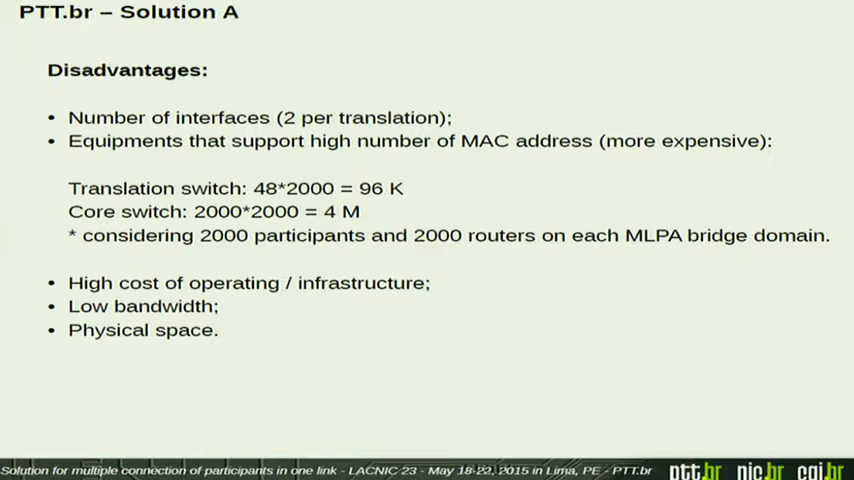 PTT.br – Solution A
Disadvantages:
• Number of interfaces (2 per translation);
• Equipments that support high number of MAC address (more expensive):
Translation switch: 48*2000 = 96 K
Core switch: 2000*2000 = 4 M
* considering 2000 participants and 2000 routers on each MLPA bridge domain.
• High cost of operating / infrastructure;
• Low bandwidth;
• Physical space.
Solution for multiple connection of participants in one link - LACNIC 23 - May 18-22, 2015 in Lima, PE - PTT.br
ptt.br nic.br cgi.br